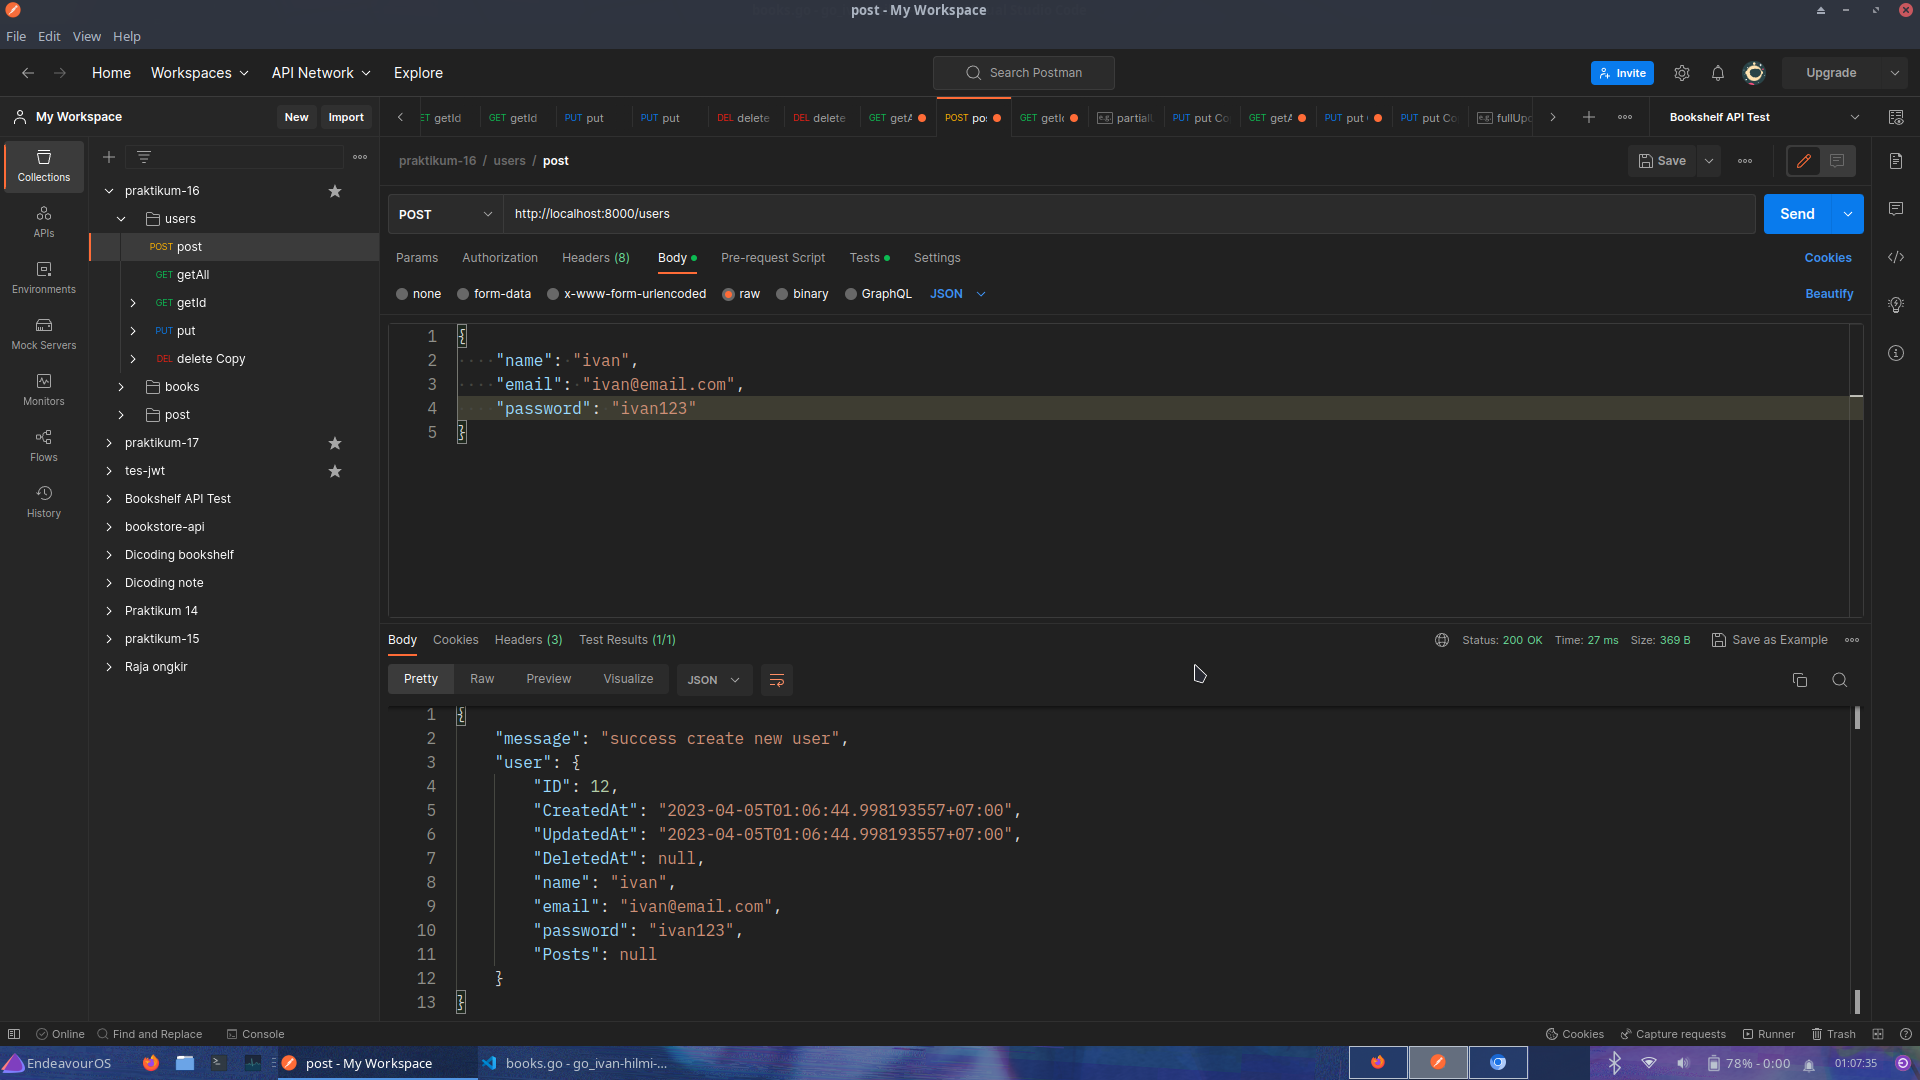 post - My Workspace
File Edit View Help
Home Workspaces API Network Explore Search Postman Invite Upgrade
My Workspace New Import
ET getId GET getId PUT put PUT put DEL delete DEL delete GET getA POST po GET getI e.g. partial PUT put Co GET getA PUT put PUT put Co e.g. fullUp Bookshelf API Test
praktikum-16 / users / post Save
Collections
APIs
Environments
Mock Servers
Monitors
Flows
History
praktikum-16
users
POST post
GET getAll
GET getId
PUT put
DEL delete Copy
books
post
praktikum-17
tes-jwt
Bookshelf API Test
bookstore-api
Dicoding bookshelf
Dicoding note
Praktikum 14
praktikum-15
Raja ongkir
POST http://localhost:8000/users Send
Params Authorization Headers (8) Body Pre-request Script Tests Settings Cookies
none form-data x-www-form-urlencoded raw binary GraphQL JSON Beautify
1 {
2 "name": "ivan",
3 "email": "ivan@email.com",
4 "password": "ivan123"
5 }
Body Cookies Headers (3) Test Results (1/1) Status: 200 OK Time: 27 ms Size: 369 B Save as Example
Pretty Raw Preview Visualize JSON
1 {
2 "message": "success create new user",
3 "user": {
4 "ID": 12,
5 "CreatedAt": "2023-04-05T01:06:44.998193557+07:00",
6 "UpdatedAt": "2023-04-05T01:06:44.998193557+07:00",
7 "DeletedAt": null,
8 "name": "ivan",
9 "email": "ivan@email.com",
10 "password": "ivan123",
11 "Posts": null
12 }
13 }
Online Find and Replace Console Cookies Capture requests Runner Trash
EndeavourOS post - My Workspace books.go - go_ivan-hilmi-... 78% - 0:00 01:07:35